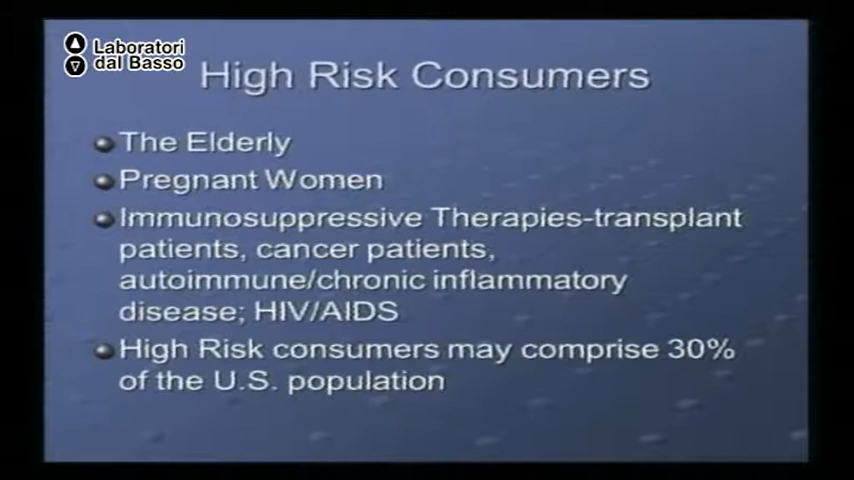 Laboratori
dal Basso
High Risk Consumers
The Elderly
Pregnant Women
Immunosuppressive Therapies-transplant
patients, cancer patients,
autoimmune/chronic inflammatory
disease; HIV/AIDS
High Risk consumers may comprise 30%
of the U.S. population